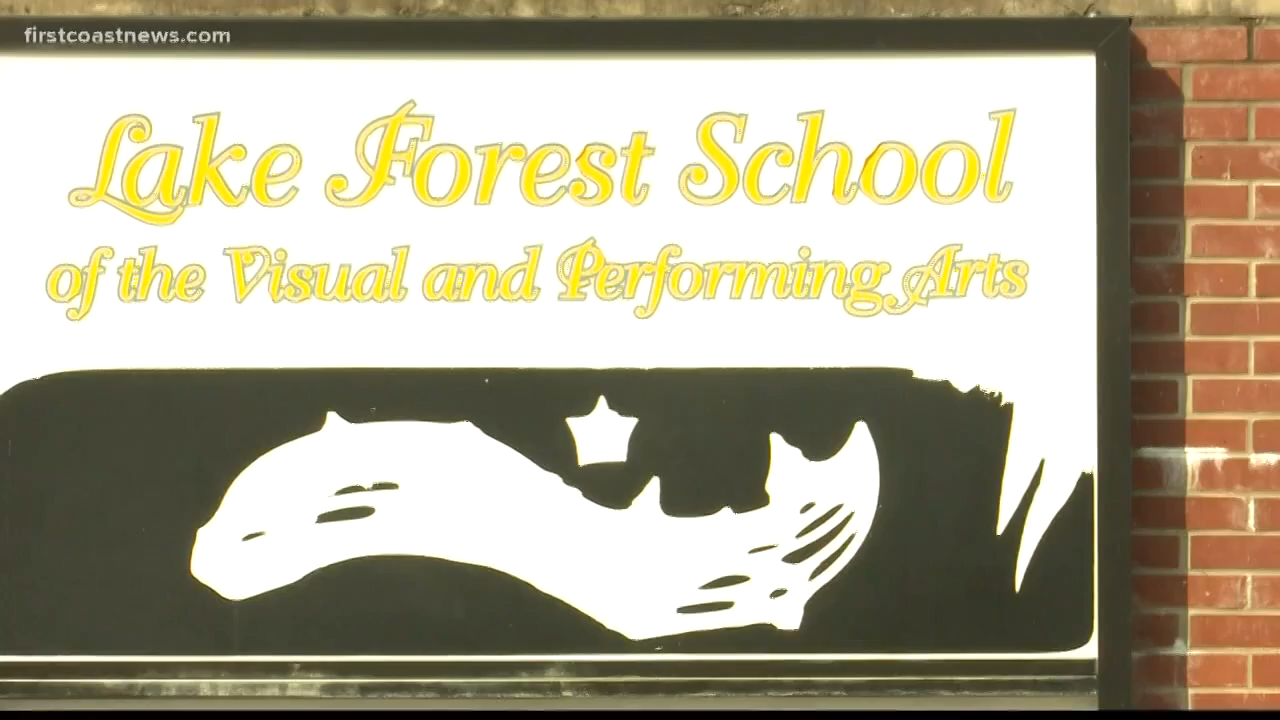 firstcoastnews.com
Lake Forest School
of the Visual and Performing Arts